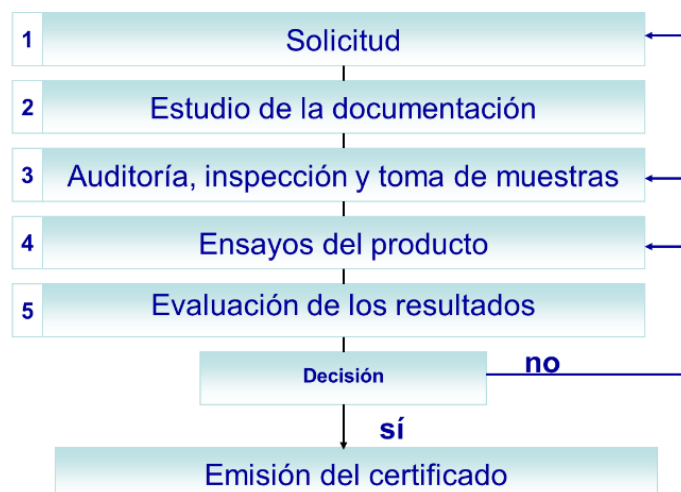 1 Solicitud
2 Estudio de la documentación
3 Auditoría, inspección y toma de muestras
4 Ensayos del producto
5 Evaluación de los resultados
Decisión no
sí
Emisión del certificado